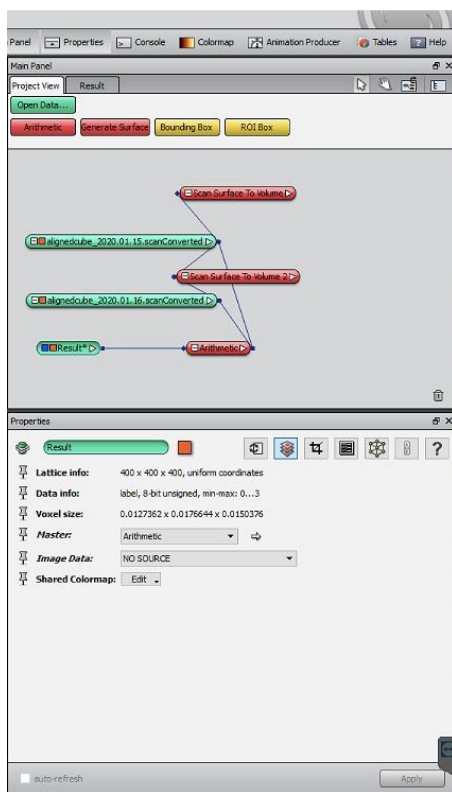 Panel Properties Console Colormap Animation Producer Tables Help
Main Panel
Project View Result
Open Data...
Arithmetic Generate Surface Bounding Box ROI Box
Scan Surface To Volume
alignedcube_2020.01.15.scanConverted
Scan Surface To Volume 2
alignedcube_2020.01.16.scanConverted
Result* Arithmetic
Properties
Result
?
Lattice info: 400 x 400 x 400, uniform coordinates
Data info: label, 8-bit unsigned, min-max: 0...3
Voxel size: 0.0127362 x 0.0176644 x 0.0150376
Master: Arithmetic
Image Data: NO SOURCE
Shared Colormap: Edit
auto-refresh Apply